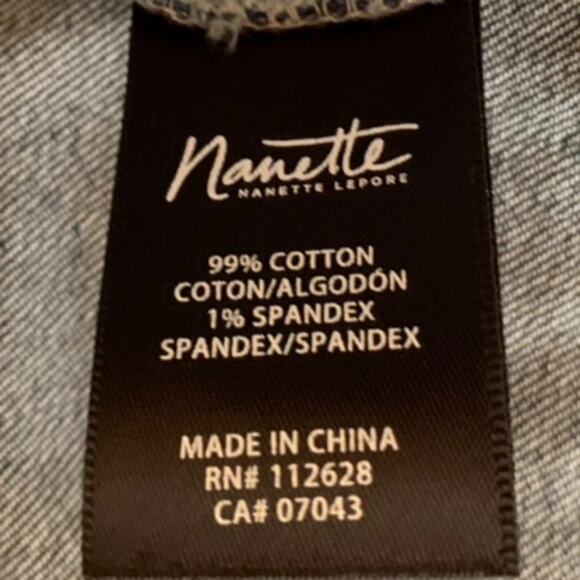 Nanette
NANETTE LEPORE
99% COTTON
COTON/ALGODÓN
1% SPANDEX
SPANDEX/SPANDEX
MADE IN CHINA
RN# 112628
CA# 07043